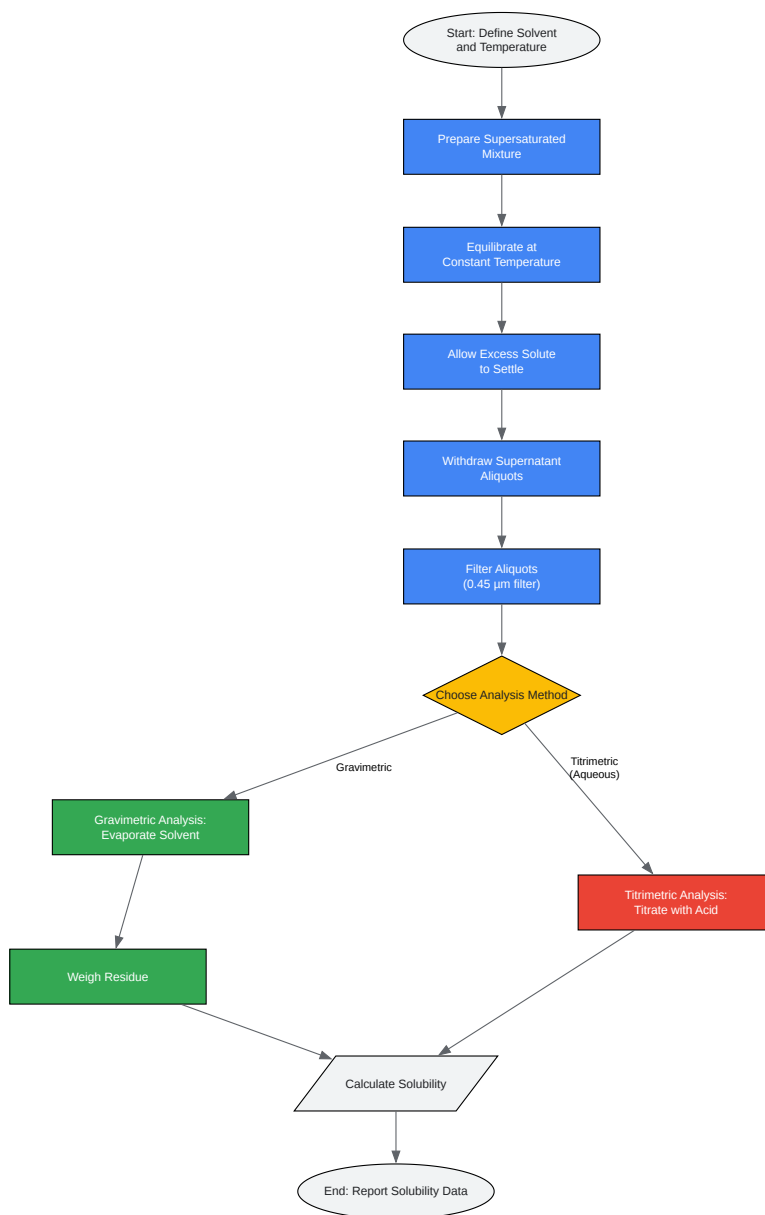 Start: Define Solvent
and Temperature
Prepare Supersaturated
Mixture
Equilibrate at
Constant Temperature
Allow Excess Solute
to Settle
Withdraw Supernatant
Aliquots
Filter Aliquots
(0.45 µm filter)
Choose Analysis Method
Gravimetric
Titrimetric
(Aqueous)
Gravimetric Analysis:
Evaporate Solvent
Titrimetric Analysis:
Titrate with Acid
Weigh Residue
Calculate Solubility
End: Report Solubility Data